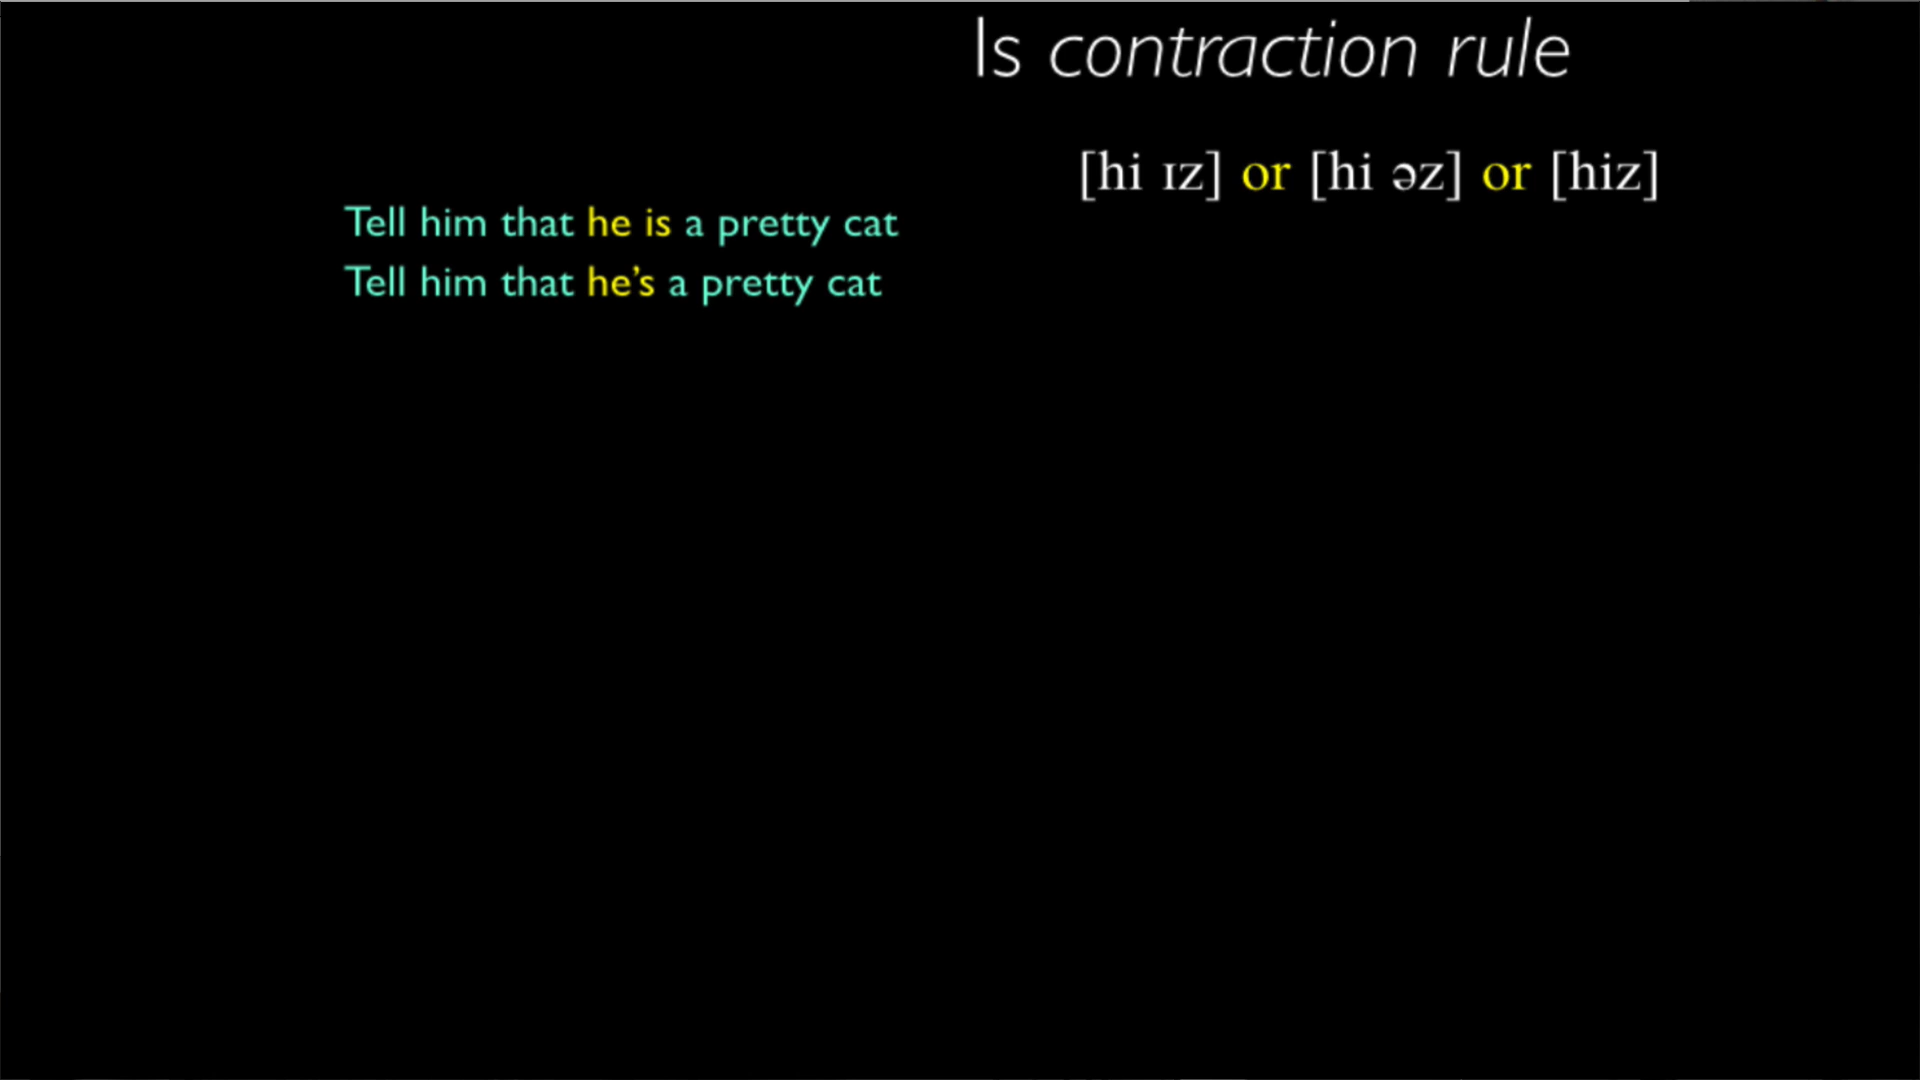 Is contraction rule
[hi ɪz] or [hi əz] or [hiz]
Tell him that he is a pretty cat
Tell him that he’s a pretty cat